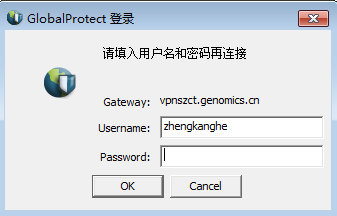 GlobalProtect 登录
请填入用户名和密码再连接
Gateway: vpnszct.genomics.cn
Username: zhengkanghe
Password:
OK Cancel